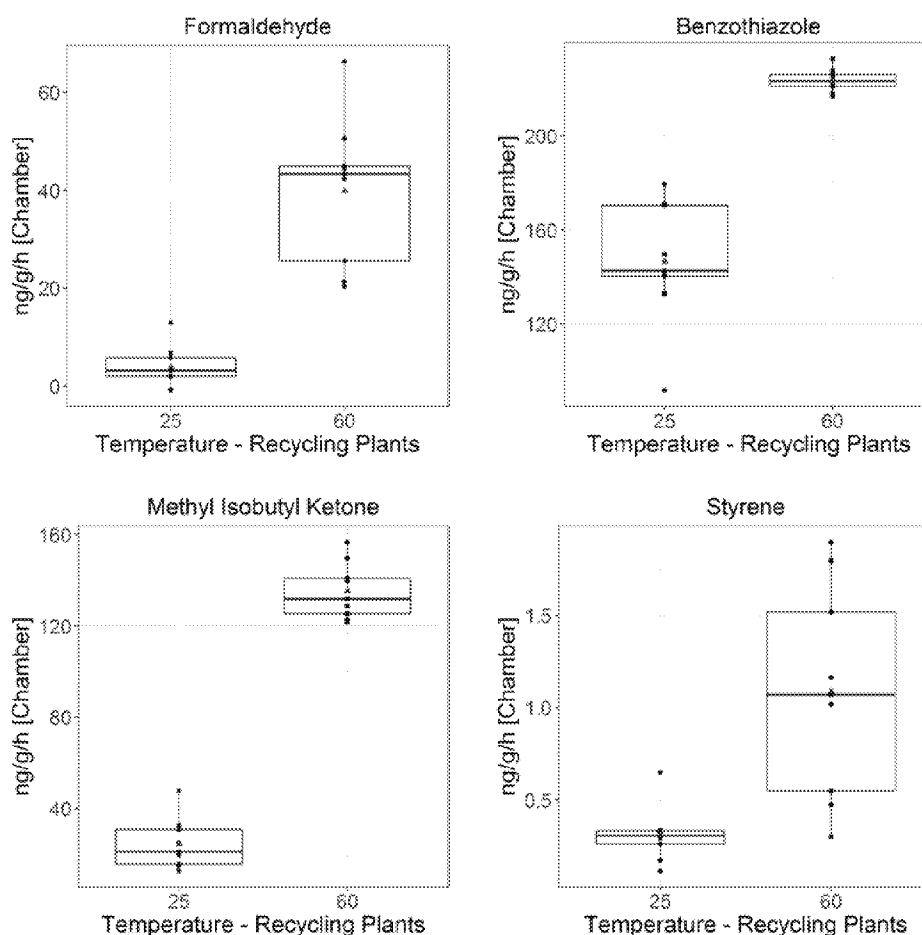 Formaldehyde
ng/g/h [Chamber]
60
40
20
0
25
60
Temperature - Recycling Plants
Benzothiazole
ng/g/h [Chamber]
200
160
120
25
60
Temperature - Recycling Plants
Methyl Isobutyl Ketone
ng/g/h [Chamber]
160
120
80
40
25
60
Temperature - Recycling Plants
Styrene
ng/g/h [Chamber]
1.5
1.0
0.5
25
60
Temperature - Recycling Plants